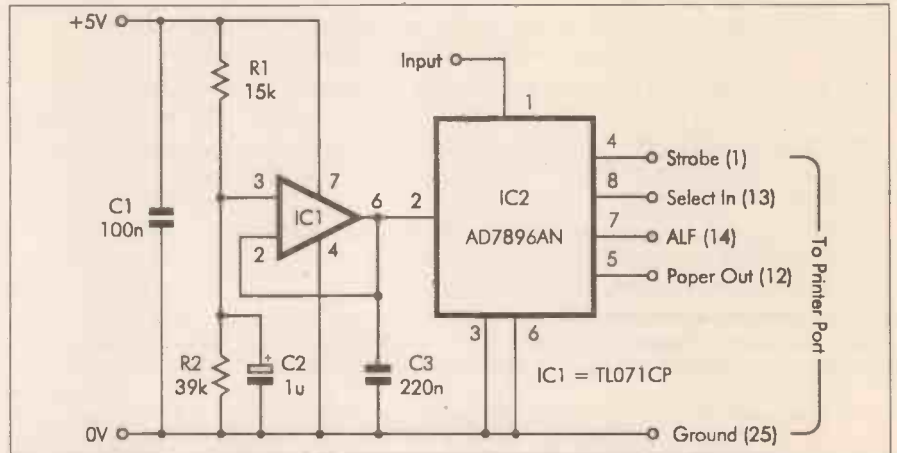 +5V
R1
15k
Input
1
4
Strobe (1)
3
7
IC1
6
2
IC2
8
Select In (13)
C1
100n
2
4
AD7896AN
7
ALF (14)
5
Paper Out (12)
To Printer Port
3
6
R2
39k
+
C2
1u
C3
220n
IC1 = TL071CP
0V
Ground (25)